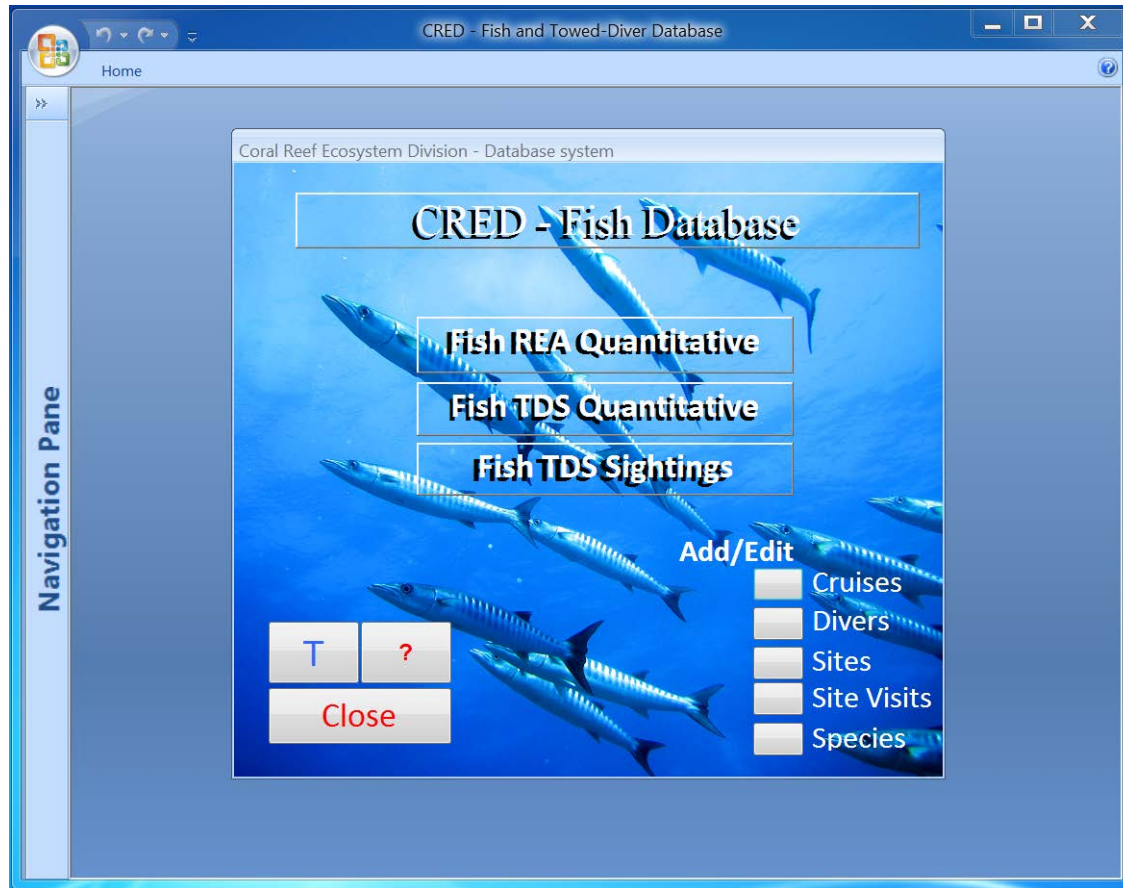 CRED - Fish and Towed-Diver Database
Home
Navigation Pane
Coral Reef Ecosystem Division - Database system
CRED - Fish Database
Fish REA Quantitative
Fish TDS Quantitative
Fish TDS Sightings
Add/Edit
Cruises
Divers
Sites
Site Visits
Species
T
?
Close